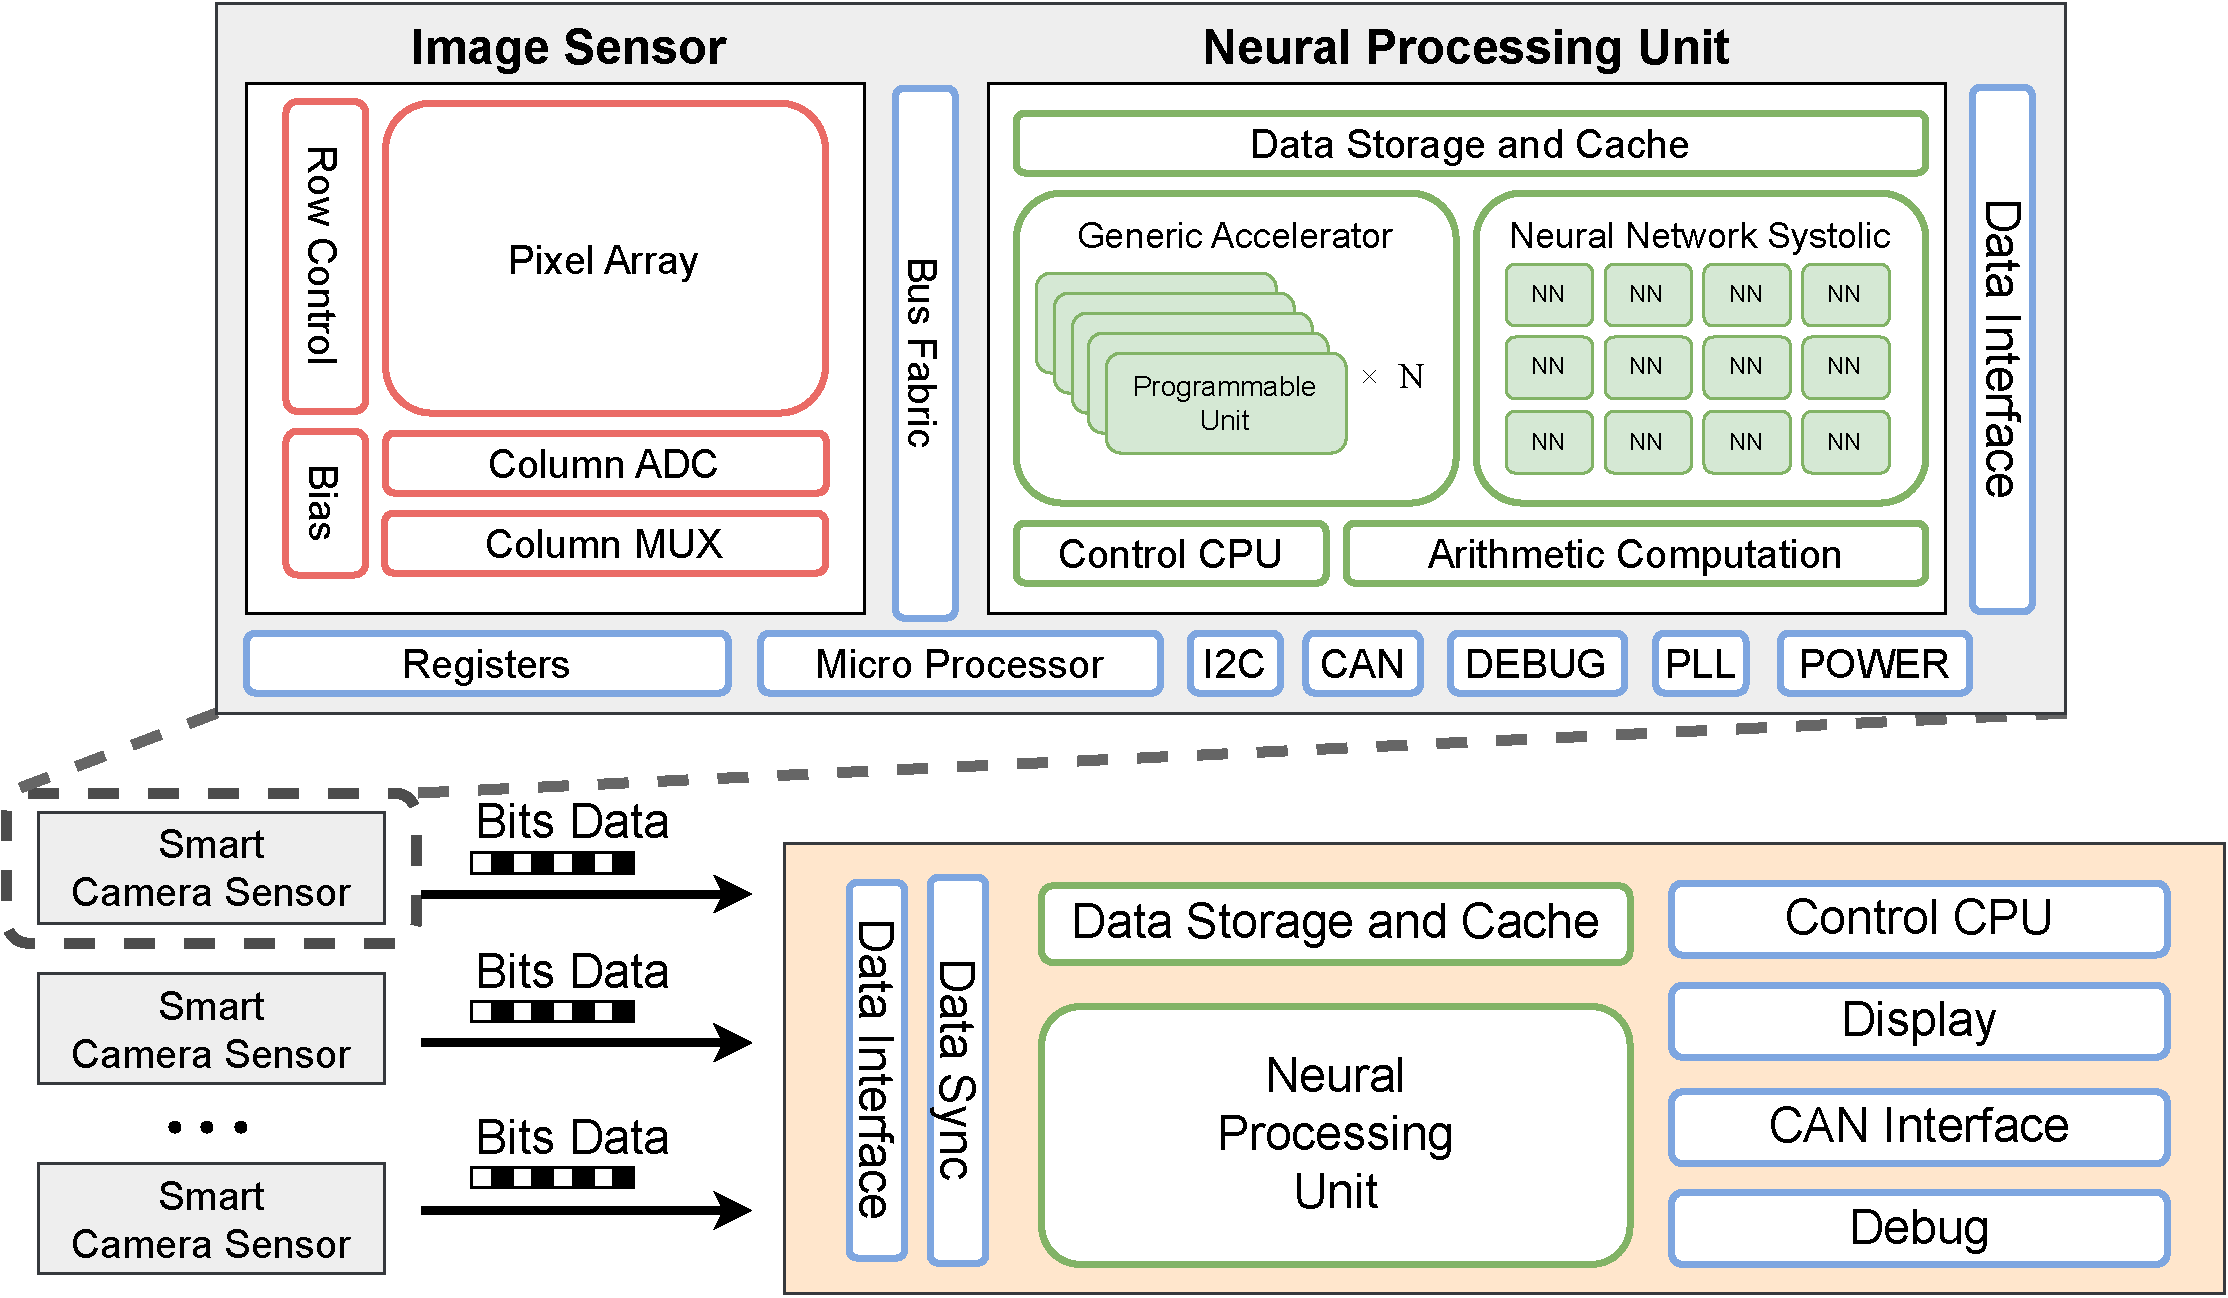 Image Sensor
Neural Processing Unit
Row Control
Pixel Array
Bias
Column ADC
Column MUX
Bus Fabric
Data Storage and Cache
Generic Accelerator
Programmable
Unit
× N
Neural Network Systolic
NN NN NN NN
NN NN NN NN
NN NN NN NN
Control CPU
Arithmetic Computation
Data Interface
Registers
Micro Processor
I2C
CAN
DEBUG
PLL
POWER
Smart
Camera Sensor
Bits Data
Smart
Camera Sensor
Bits Data
• • •
Smart
Camera Sensor
Bits Data
Data Interface
Data Sync
Data Storage and Cache
Neural
Processing
Unit
Control CPU
Display
CAN Interface
Debug